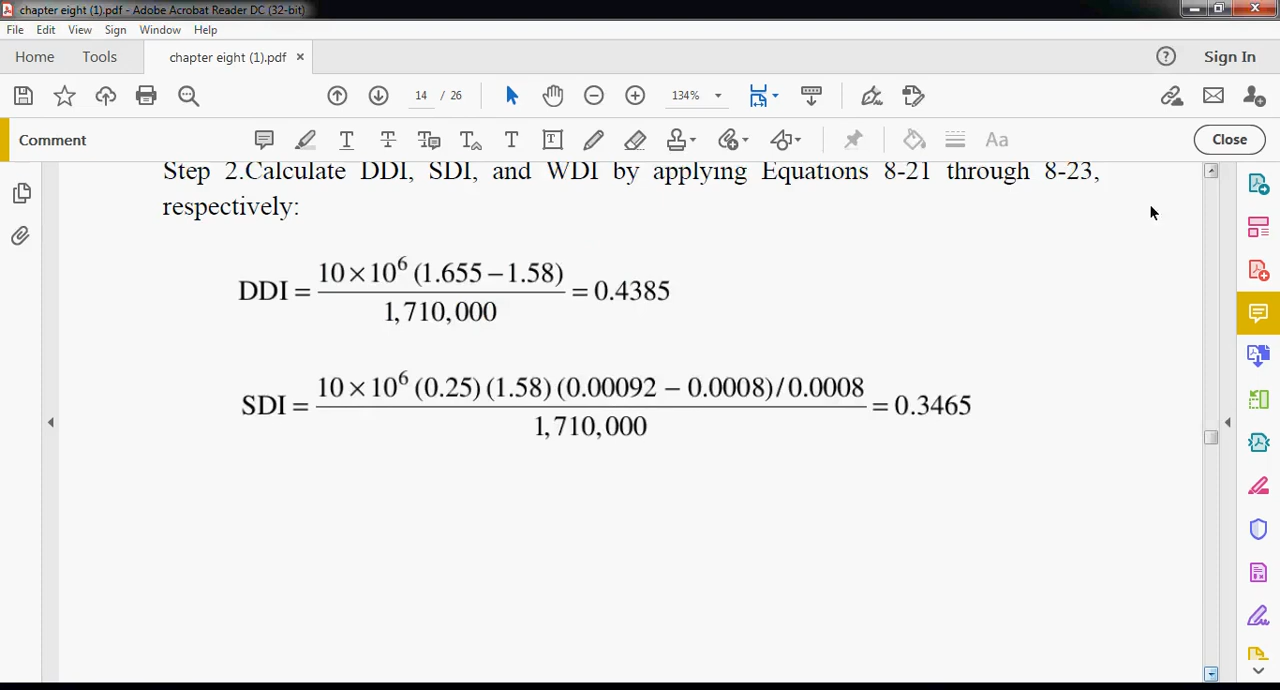 chapter eight (1).pdf - Adobe Acrobat Reader DC (32-bit)
File Edit View Sign Window Help
Home Tools chapter eight (1).pdf × Sign In
14 / 26 134%
Comment Close
Step 2.Calculate DDI, SDI, and WDI by applying Equations 8-21 through 8-23,
respectively:
DDI = 10×10⁶ (1.655 – 1.58) / 1,710,000 = 0.4385
SDI = 10×10⁶ (0.25) (1.58) (0.00092 – 0.0008) / 0.0008 / 1,710,000 = 0.3465